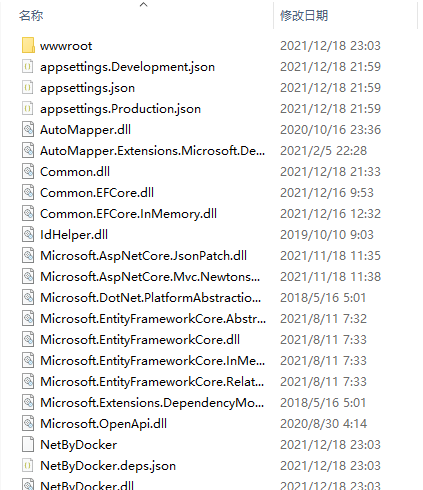 名称 修改日期
wwwroot 2021/12/18 23:03
appsettings.Development.json 2021/12/18 21:59
appsettings.json 2021/12/18 21:59
appsettings.Production.json 2021/12/18 21:59
AutoMapper.dll 2020/10/16 23:36
AutoMapper.Extensions.Microsoft.De... 2021/2/5 22:28
Common.dll 2021/12/18 21:33
Common.EFCore.dll 2021/12/16 9:53
Common.EFCore.InMemory.dll 2021/12/16 12:32
IdHelper.dll 2019/10/10 9:03
Microsoft.AspNetCore.JsonPatch.dll 2021/11/18 11:35
Microsoft.AspNetCore.Mvc.Newtons... 2021/11/18 11:38
Microsoft.DotNet.PlatformAbstractio... 2018/5/16 5:01
Microsoft.EntityFrameworkCore.Abstr... 2021/8/11 7:32
Microsoft.EntityFrameworkCore.dll 2021/8/11 7:33
Microsoft.EntityFrameworkCore.InMe... 2021/8/11 7:33
Microsoft.EntityFrameworkCore.Relat... 2021/8/11 7:33
Microsoft.Extensions.DependencyMo... 2018/5/16 5:01
Microsoft.OpenApi.dll 2020/8/30 4:14
NetByDocker 2021/12/18 23:03
NetByDocker.deps.json 2021/12/18 23:03
NetByDocker.dll 2021/12/18 23:03